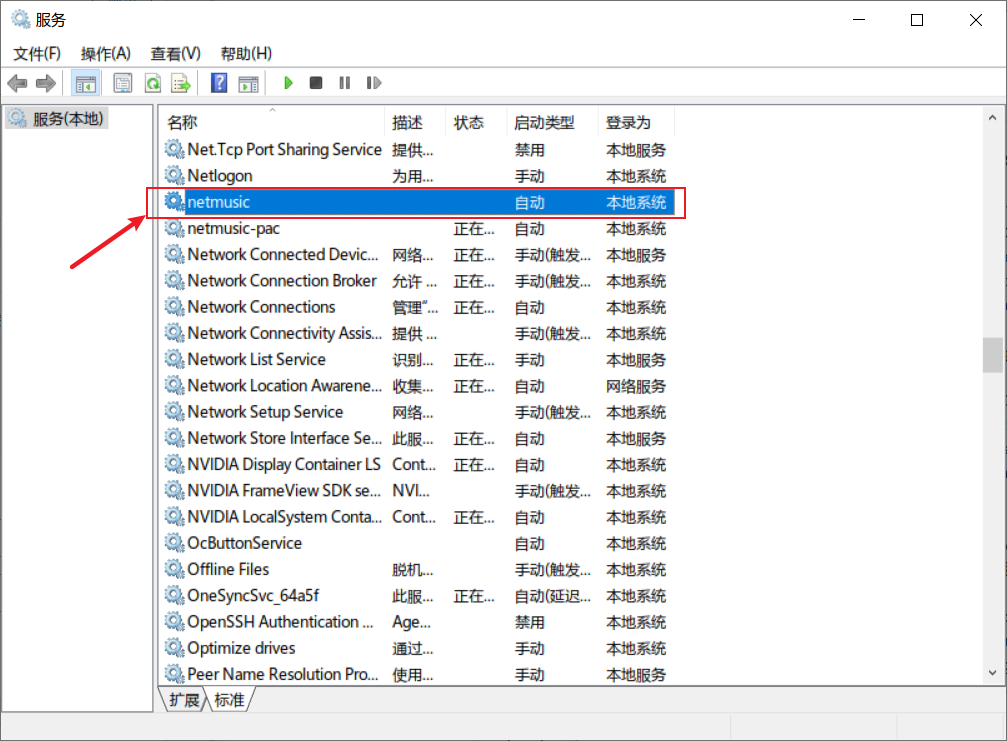 服务
文件(F) 操作(A) 查看(V) 帮助(H)
服务(本地)
名称 描述 状态 启动类型 登录为
Net.Tcp Port Sharing Service 提供... 禁用 本地服务
Netlogon 为用... 手动 本地系统
netmusic 自动 本地系统
netmusic-pac 正在... 自动 本地系统
Network Connected Devic... 网络... 正在... 手动(触发... 本地服务
Network Connection Broker 允许 ... 正在... 手动(触发... 本地系统
Network Connections 管理“... 正在... 自动 本地系统
Network Connectivity Assis... 提供 ... 手动(触发... 本地系统
Network List Service 识别... 正在... 手动 本地服务
Network Location Awarene... 收集... 正在... 自动 网络服务
Network Setup Service 网络... 手动(触发... 本地系统
Network Store Interface Se... 此服... 正在... 自动 本地服务
NVIDIA Display Container LS Cont... 正在... 自动 本地系统
NVIDIA FrameView SDK se... NVI... 手动(触发... 本地系统
NVIDIA LocalSystem Conta... Cont... 正在... 自动 本地系统
OcButtonService 自动 本地系统
Offline Files 脱机... 手动(触发... 本地系统
OneSyncSvc_64a5f 此服... 正在... 自动(延迟... 本地系统
OpenSSH Authentication ... Age... 禁用 本地系统
Optimize drives 通过... 手动 本地系统
Peer Name Resolution Pro... 使用... 手动 本地服务
扩展 标准